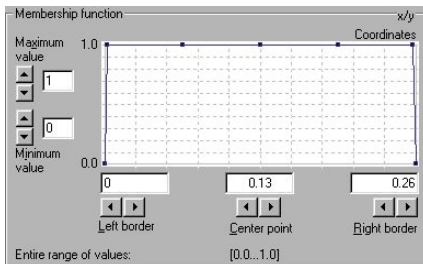 Membership function
x/y
Coordinates
Maximum value
1.0
1
0
Minimum value
0.0
0
0.13
0.26
Left border
Center point
Right border
Entire range of values:
[0.0...1.0]